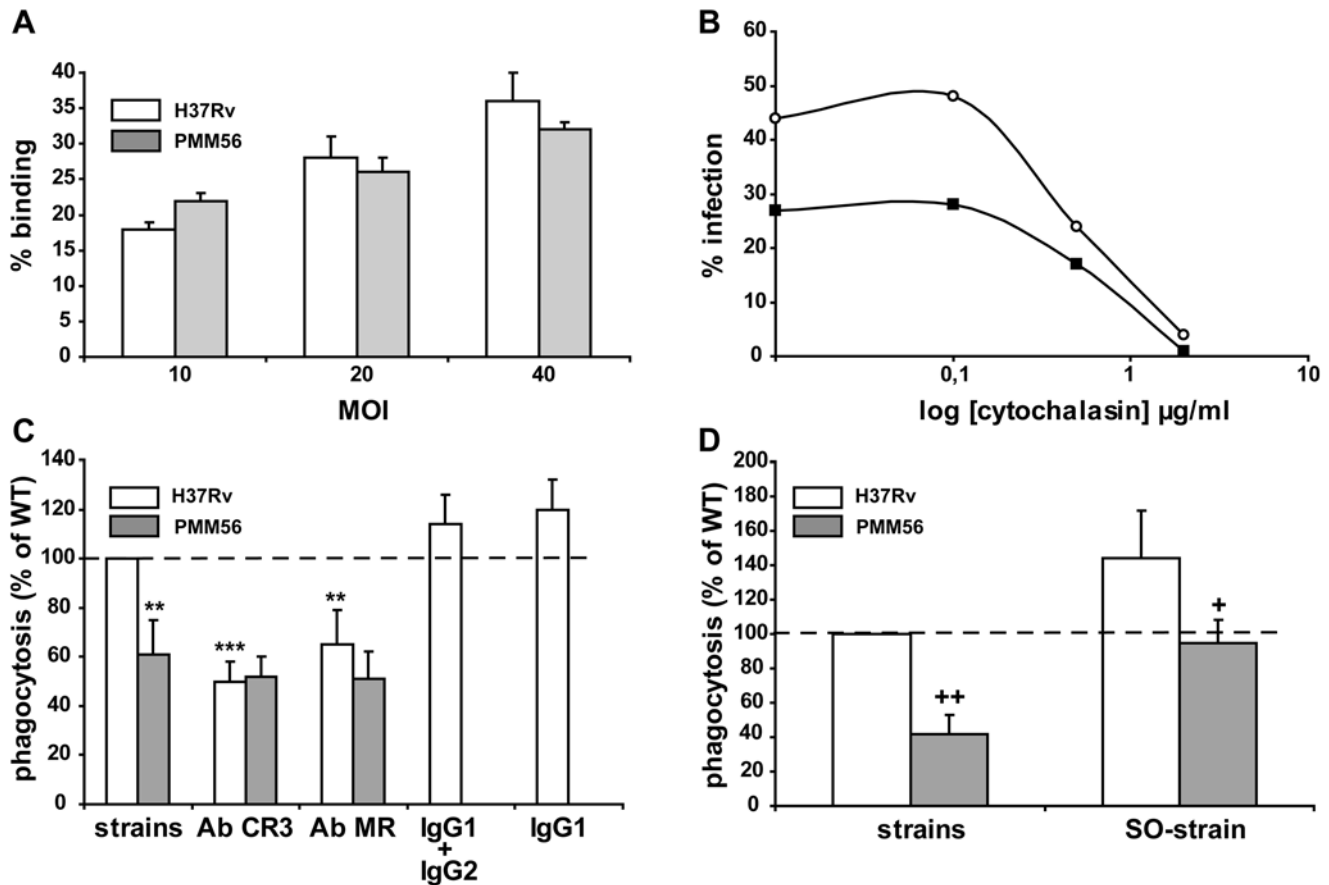 A
% binding
40
35
30
25
20
15
10
5
0
H37Rv
PMM56
10 20 40
MOI
B
% infection
60
50
40
30
20
10
0
0,1 1 10
log [cytochalasin] µg/ml
C
phagocytosis (% of WT)
140
120
100
80
60
40
20
0
H37Rv
PMM56
**
***
**
strains Ab CR3 Ab MR IgG1 + IgG2 IgG1
D
phagocytosis (% of WT)
200
180
160
140
120
100
80
60
40
20
0
H37Rv
PMM56
++
+
strains SO-strain